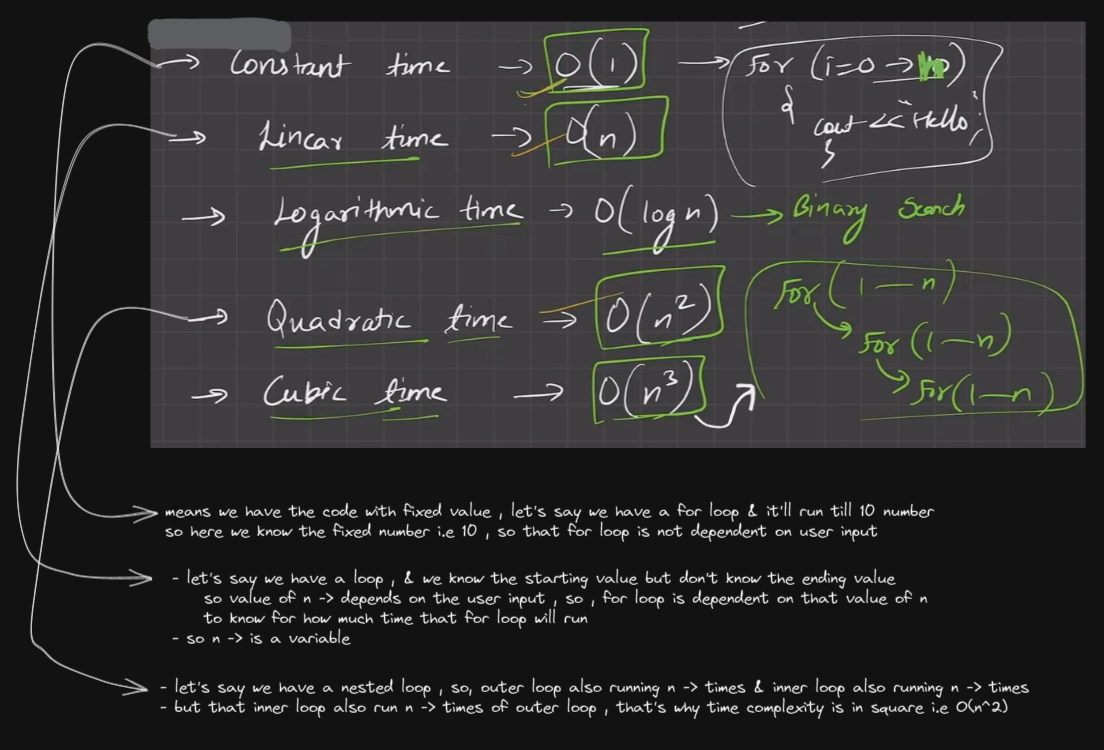 → Constant time → O(1) → for (i=0 →
{
cout << "Hello;
}
→ Linear time → O(n)
→ Logarithmic time → O(log n) → Binary Search
→ Quadratic time → O(n²)
→ Cubic time → O(n³)
For (1 — n)
For (1 — n)
For (1 — n)
means we have the code with fixed value , let's say we have a for loop & it'll run till 10 number
so here we know the fixed number i.e 10 , so that for loop is not dependent on user input
- let's say we have a loop , & we know the starting value but don't know the ending value
so value of n -> depends on the user input , so , for loop is dependent on that value of n
to know for how much time that for loop will run
- so n -> is a variable
- let's say we have a nested loop , so, outer loop also running n -> times & inner loop also running n -> times
- but that inner loop also run n -> times of outer loop , that's why time complexity is in square i.e O(n^2)